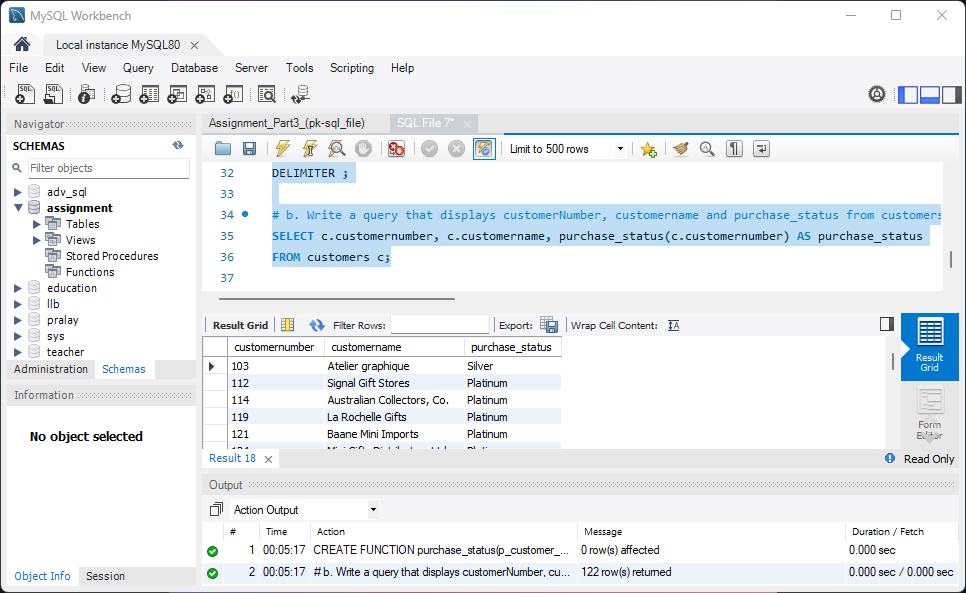 MySQL Workbench
Local instance MySQL80
File Edit View Query Database Server Tools Scripting Help
Navigator
SCHEMAS
Filter objects
adv_sql
assignment
Tables
Views
Stored Procedures
Functions
education
llb
pralay
sys
teacher
Administration Schemas
Information
No object selected
Object Info Session
Assignment_Part3_(pk-sql_file) SQL File 7*
Limit to 500 rows
32 DELIMITER ;
33
34 # b. Write a query that displays customerNumber, customername and purchase_status from customers
35 SELECT c.customernumber, c.customername, purchase_status(c.customernumber) AS purchase_status
36 FROM customers c;
37
Result Grid Filter Rows: Export: Wrap Cell Content:
customernumber customername purchase_status
103 Atelier graphique Silver
112 Signal Gift Stores Platinum
114 Australian Collectors, Co. Platinum
119 La Rochelle Gifts Platinum
121 Baane Mini Imports Platinum
Result Grid
Form Editor
Result 18
Read Only
Output
Action Output
# Time Action Message Duration / Fetch
1 00:05:17 CREATE FUNCTION purchase_status(p_customer_... 0 row(s) affected 0.000 sec
2 00:05:17 # b. Write a query that displays customerNumber, cu... 122 row(s) returned 0.000 sec / 0.000 sec